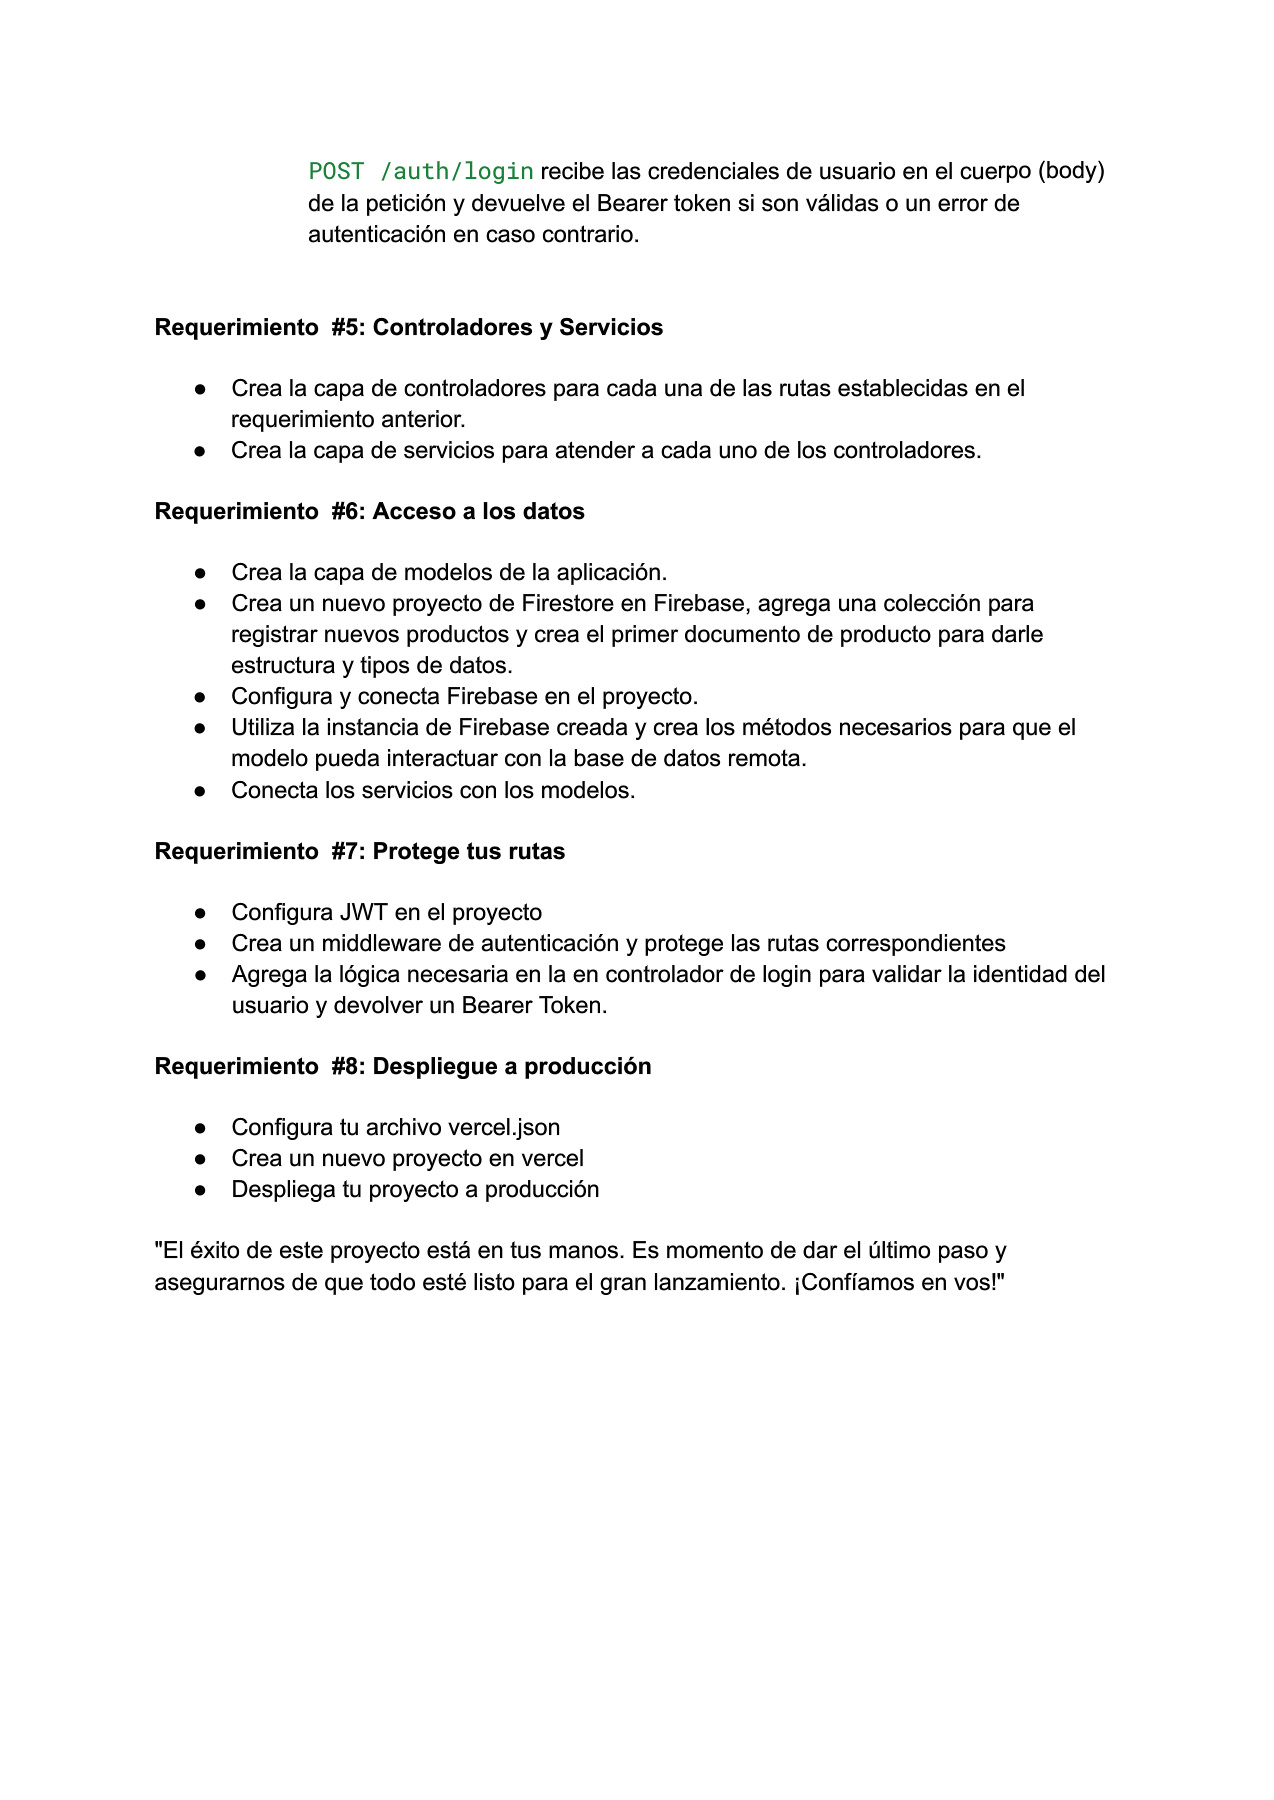 POST /auth/login recibe las credenciales de usuario en el cuerpo (body)
de la petición y devuelve el Bearer token si son válidas o un error de
autenticación en caso contrario.
Requerimiento  #5: Controladores y Servicios
● Crea la capa de controladores para cada una de las rutas establecidas en el
requerimiento anterior.
● Crea la capa de servicios para atender a cada uno de los controladores.
Requerimiento  #6: Acceso a los datos
● Crea la capa de modelos de la aplicación.
● Crea un nuevo proyecto de Firestore en Firebase, agrega una colección para
registrar nuevos productos y crea el primer documento de producto para darle
estructura y tipos de datos.
● Configura y conecta Firebase en el proyecto.
● Utiliza la instancia de Firebase creada y crea los métodos necesarios para que el
modelo pueda interactuar con la base de datos remota.
● Conecta los servicios con los modelos.
Requerimiento  #7: Protege tus rutas
● Configura JWT en el proyecto
● Crea un middleware de autenticación y protege las rutas correspondientes
● Agrega la lógica necesaria en la en controlador de login para validar la identidad del
usuario y devolver un Bearer Token.
Requerimiento  #8: Despliegue a producción
● Configura tu archivo vercel.json
● Crea un nuevo proyecto en vercel
● Despliega tu proyecto a producción
"El éxito de este proyecto está en tus manos. Es momento de dar el último paso y
asegurarnos de que todo esté listo para el gran lanzamiento. ¡Confíamos en vos!"